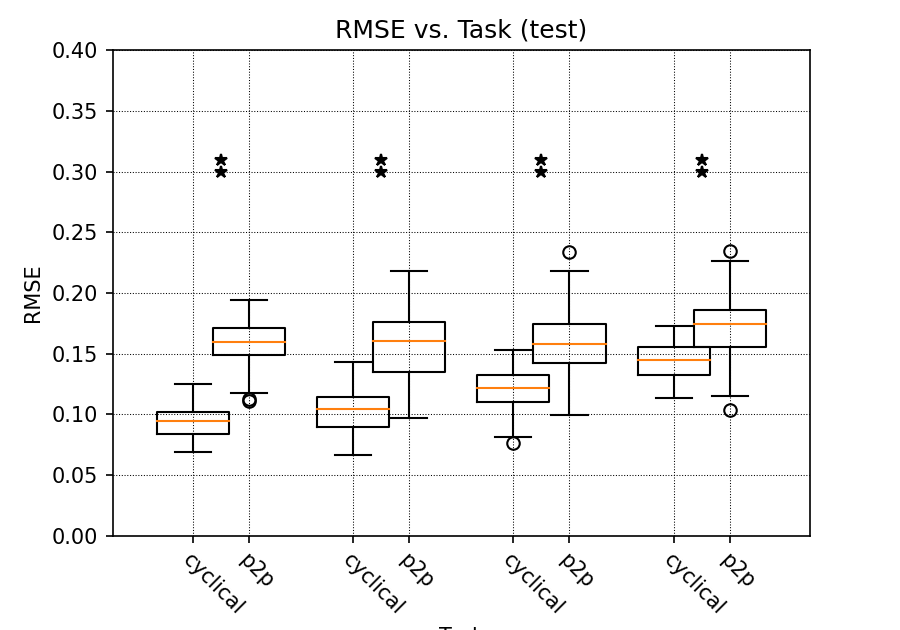 RMSE vs. Task (test)
0.40
0.35
0.30
0.25
0.20
0.15
0.10
0.05
0.00
RMSE
cyclical
p2p
cyclical
p2p
cyclical
p2p
cyclical
p2p